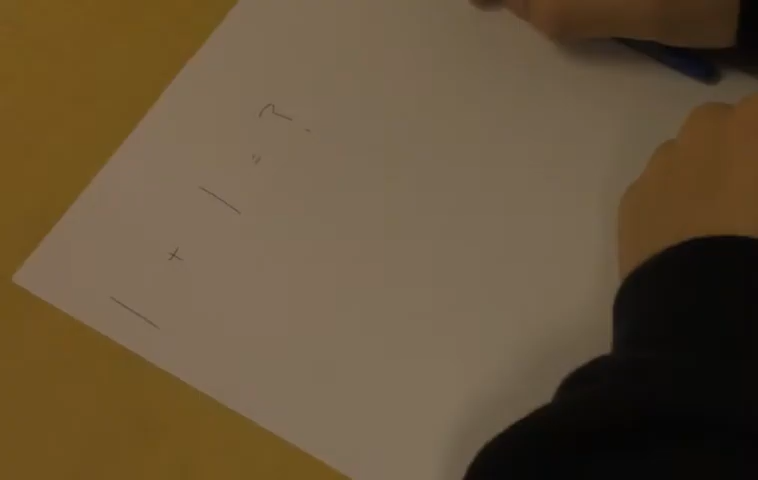 1 + 1 = ?